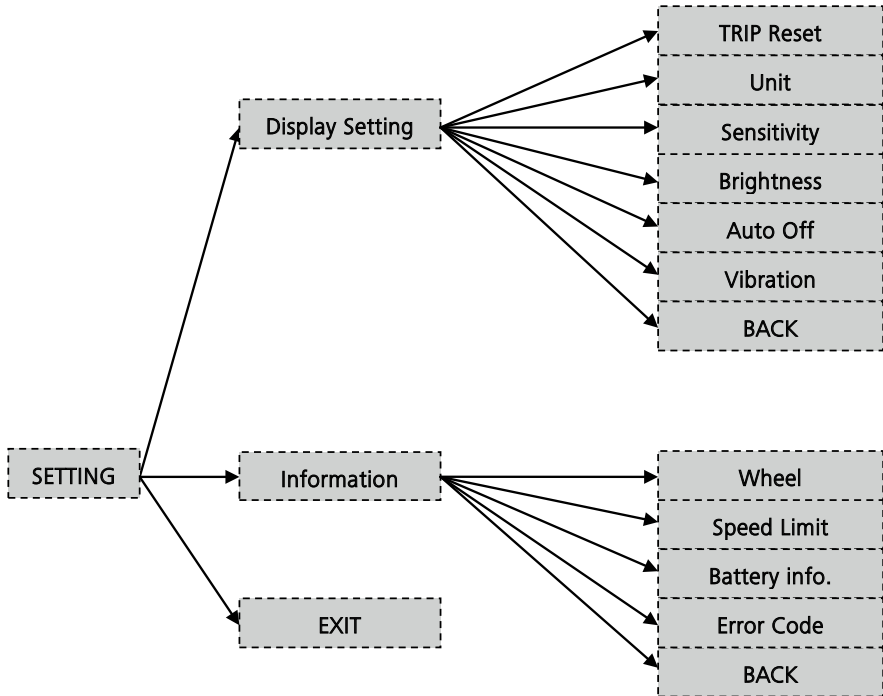 SETTING
Display Setting
TRIP Reset
Unit
Sensitivity
Brightness
Auto Off
Vibration
BACK
Information
Wheel
Speed Limit
Battery info.
Error Code
BACK
EXIT